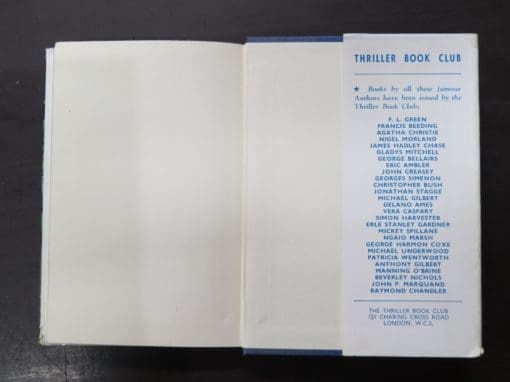 THRILLER BOOK CLUB
★ Books by all these famous
Authors have been issued by the
Thriller Book Club:
F. L. GREEN
FRANCIS BEEDING
AGATHA CHRISTIE
NIGEL MORLAND
JAMES HADLEY CHASE
GLADYS MITCHELL
GEORGE BELLAIRS
ERIC AMBLER
JOHN CREASEY
GEORGES SIMENON
CHRISTOPHER BUSH
JONATHAN STAGGE
MICHAEL GILBERT
DELANO AMES
VERA CASPARY
SIMON HARVESTER
ERLE STANLEY GARDNER
MICKEY SPILLANE
NGAIO MARSH
GEORGE HARMON COXE
MICHAEL UNDERWOOD
PATRICIA WENTWORTH
ANTHONY GILBERT
MANNING O'BRINE
BEVERLEY NICHOLS
JOHN P. MARQUAND
RAYMOND CHANDLER
THE THRILLER BOOK CLUB
121 CHARING CROSS ROAD
LONDON, W.C.2.